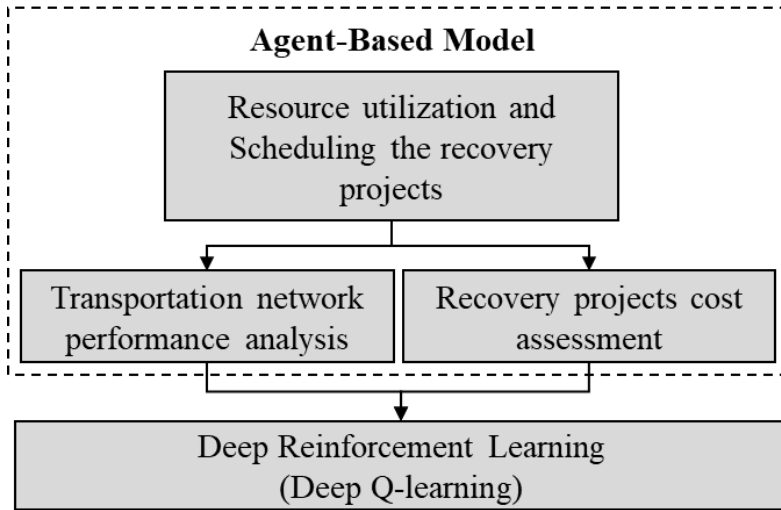 Agent-Based Model
Resource utilization and
Scheduling the recovery
projects
Transportation network
performance analysis
Recovery projects cost
assessment
Deep Reinforcement Learning
(Deep Q-learning)